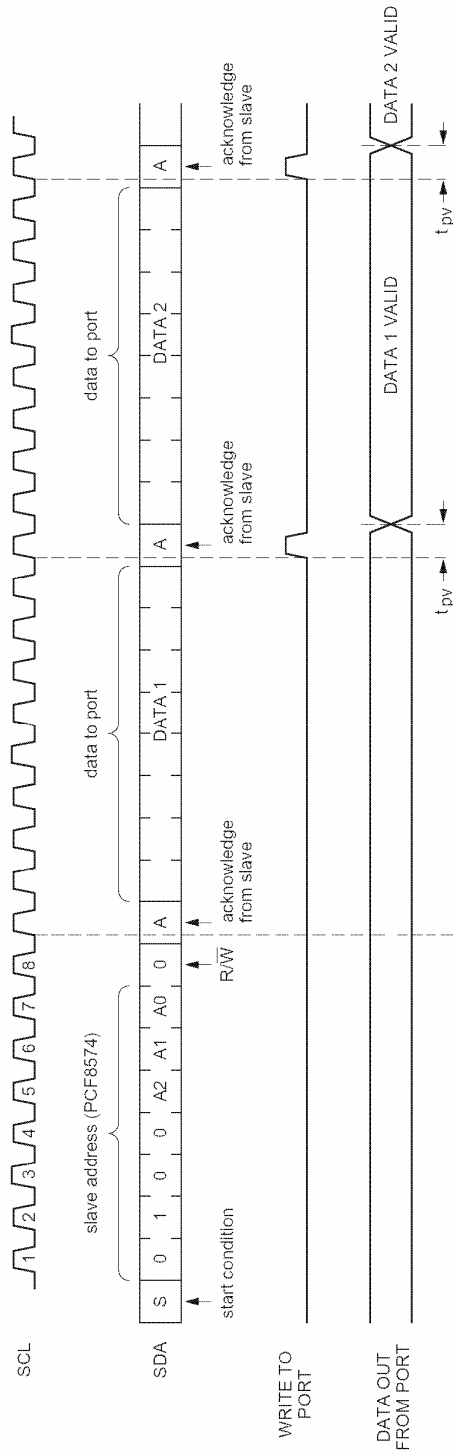 SCL
1 2 3 4 5 6 7 8
slave address (PCF8574)
data to port
data to port
SDA
S 0 1 0 0 A2 A1 A0 0 A DATA 1 A DATA 2 A
start condition
R/W
acknowledge
from slave
acknowledge
from slave
acknowledge
from slave
WRITE TO
PORT
DATA OUT
FROM PORT
DATA 1 VALID
DATA 2 VALID
tpv
tpv